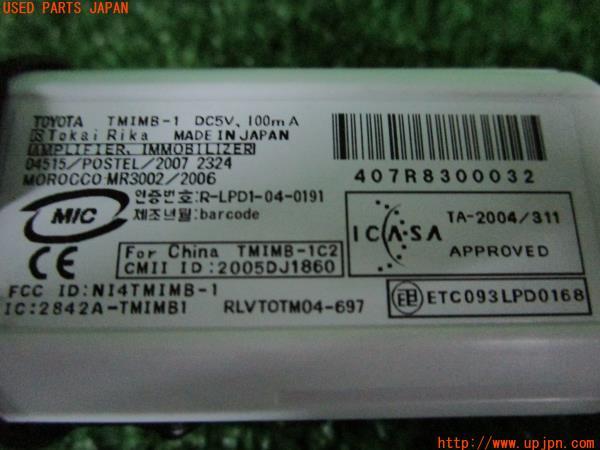 USED PARTS JAPAN
TOYOTA TMIMB-1 DC5V, 100mA
Tokai Rika MADE IN JAPAN
AMPLIFIER, IMMOBILIZER
04515/POSTEL/2007 2324
MOROCCO MR3002/2006
407R8300032
MIC
인증번호:R-LPD1-04-0191
제조년월:barcode
ICASA TA-2004/311
APPROVED
CE
For China TMIMB-1C2
CMII ID:2005DJ1860
FCC ID:NI4TMIMB-1
IC:2842A-TMIMB1 RLVTOTM04-697
ETC093LPD0168
http://www.upjpn.com/